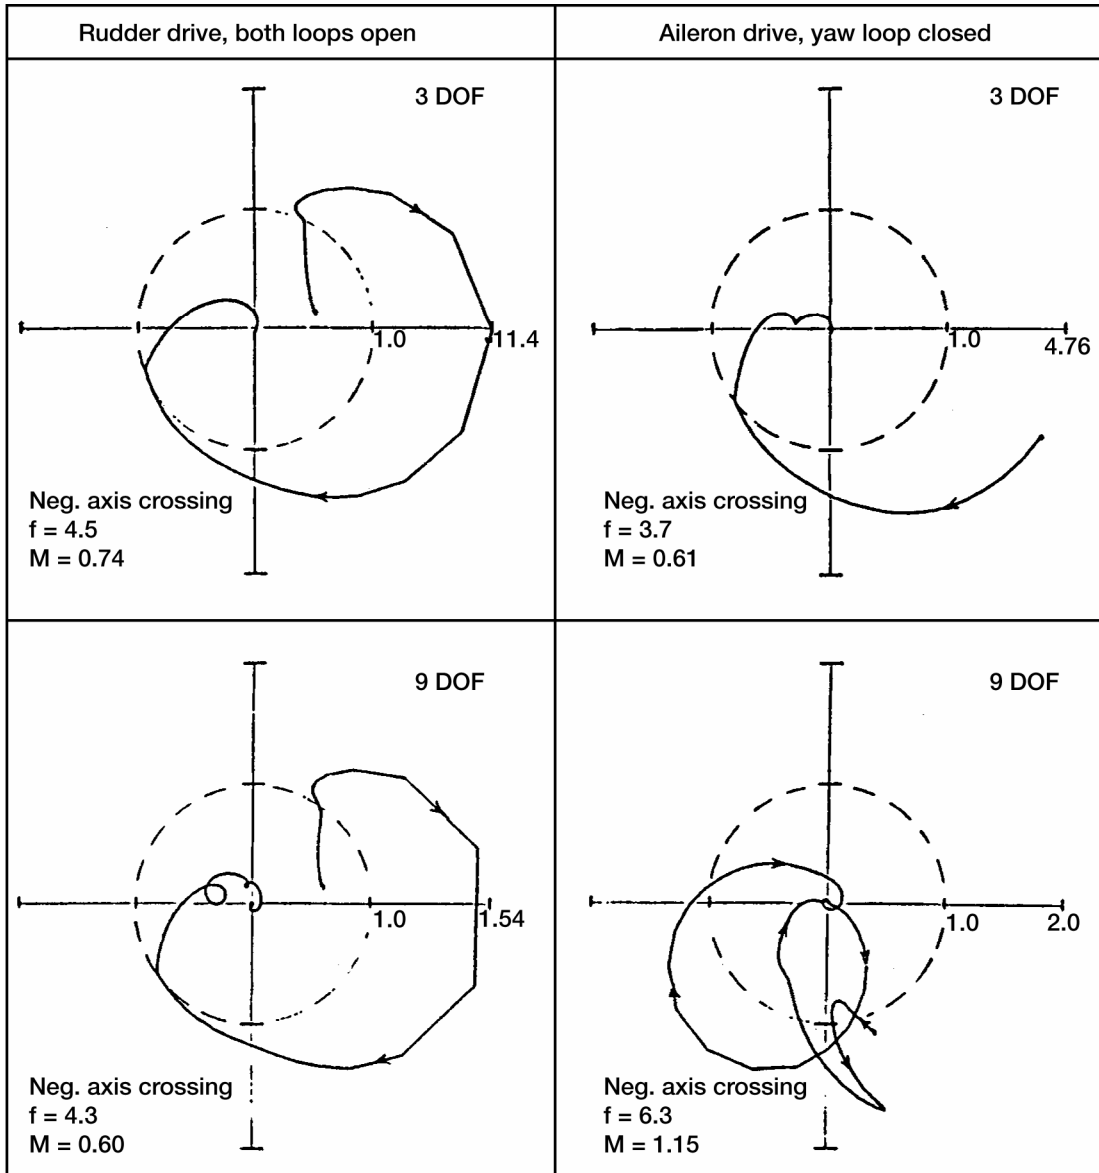 Rudder drive, both loops open
Aileron drive, yaw loop closed
3 DOF
1.0
11.4
Neg. axis crossing
f = 4.5
M = 0.74
3 DOF
1.0
4.76
Neg. axis crossing
f = 3.7
M = 0.61
9 DOF
1.0
1.54
Neg. axis crossing
f = 4.3
M = 0.60
9 DOF
1.0
2.0
Neg. axis crossing
f = 6.3
M = 1.15